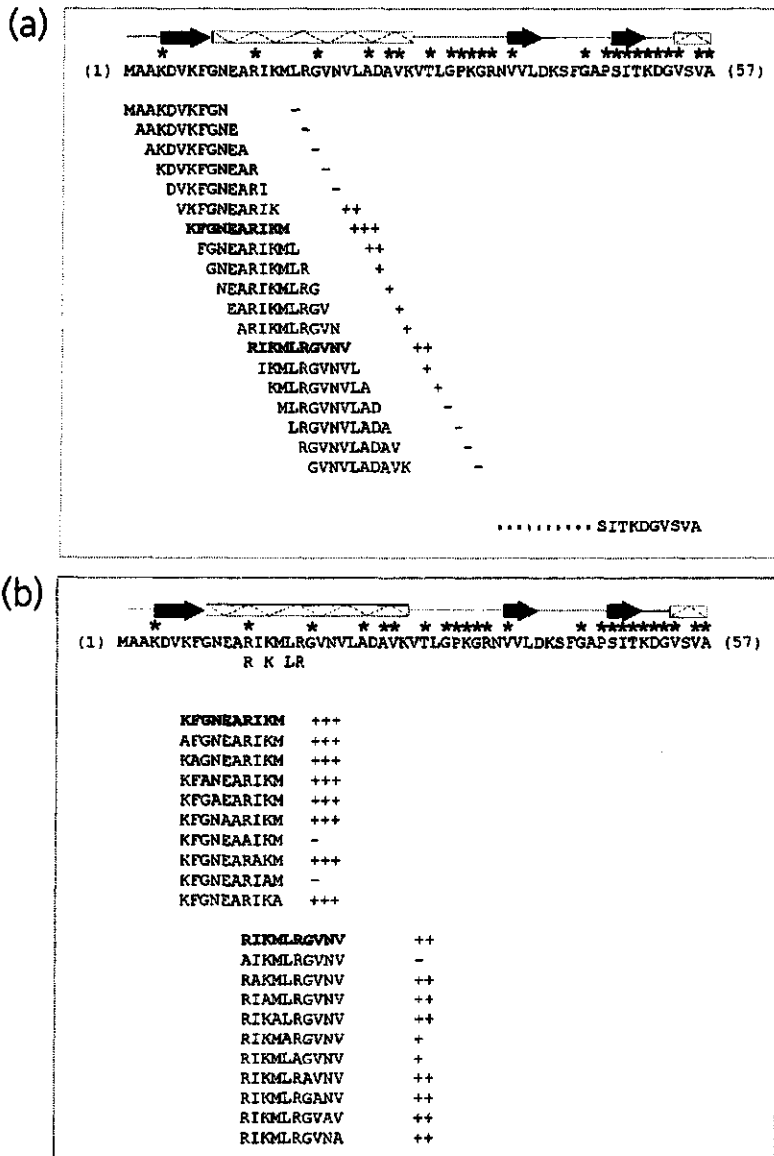 (a)
* * * * ** * ***** * * ******** **
(1) MAAKDVKFGNEARIKMLRGVNVLADAVKVTLGPKGRNVVLDKSFGAPSITKDGVSVA (57)
MAAKDVKFGN -
AAKDVKFGNE -
AKDVKFGNEA -
KDVKFGNEAR -
DVKFGNEARI -
VKFGNEARIK ++
KFGNEARIKM +++
FGNEARIKML ++
GNEARIKMLR +
NEARIKMLRG +
EARIKMLRGV +
ARIKMLRGVN +
RIKMLRGVNV ++
IKMLRGVNVL +
KMLRGVNVLA +
MLRGVNVLAD -
LRGVNVLADA -
RGVNVLADAV -
GVNVLADAVK -
..........SITKDGVSVA
(b)
* * * * ** * ***** * * ******** **
(1) MAAKDVKFGNEARIKMLRGVNVLADAVKVTLGPKGRNVVLDKSFGAPSITKDGVSVA (57)
R K LR
KFGNEARIKM +++
AFGNEARIKM +++
KAGNEARIKM +++
KFANEARIKM +++
KFGAEARIKM +++
KFGNAARIKM +++
KFGNEAAIKM -
KFGNEARAKM +++
KFGNEARIAM -
KFGNEARIKA +++
RIKMLRGVNV ++
AIKMLRGVNV -
RAKMLRGVNV ++
RIAMLRGVNV ++
RIKALRGVNV ++
RIKMARGVNV +
RIKMLAGVNV +
RIKMLRAVNV ++
RIKMLRGANV ++
RIKMLRGVAV ++
RIKMLRGVNA ++